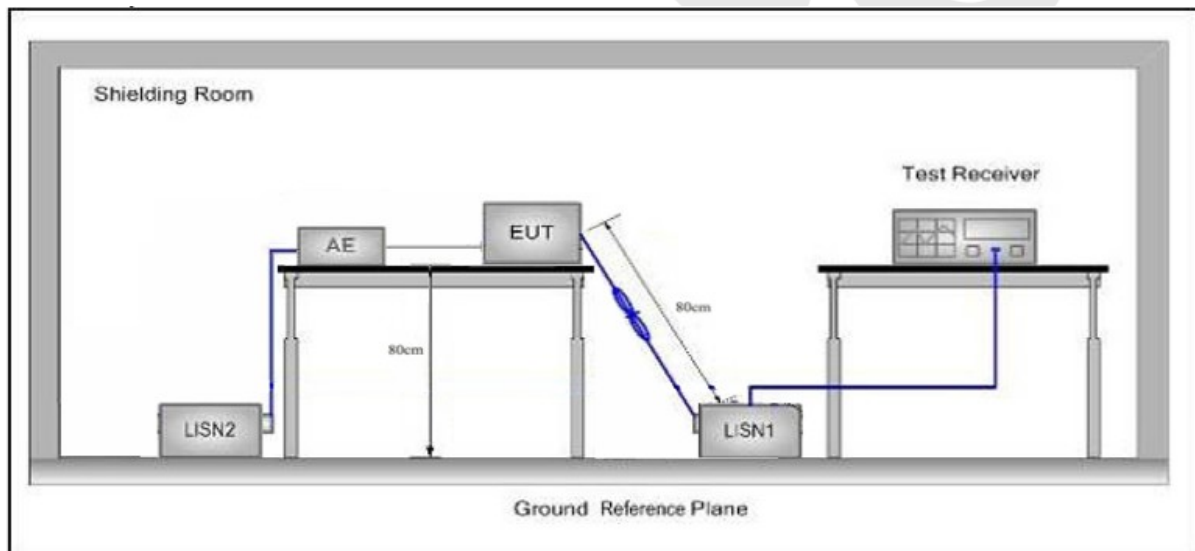 Shielding Room
Test Receiver
AE
EUT
80cm
80cm
LISN2
LISN1
Ground Reference Plane